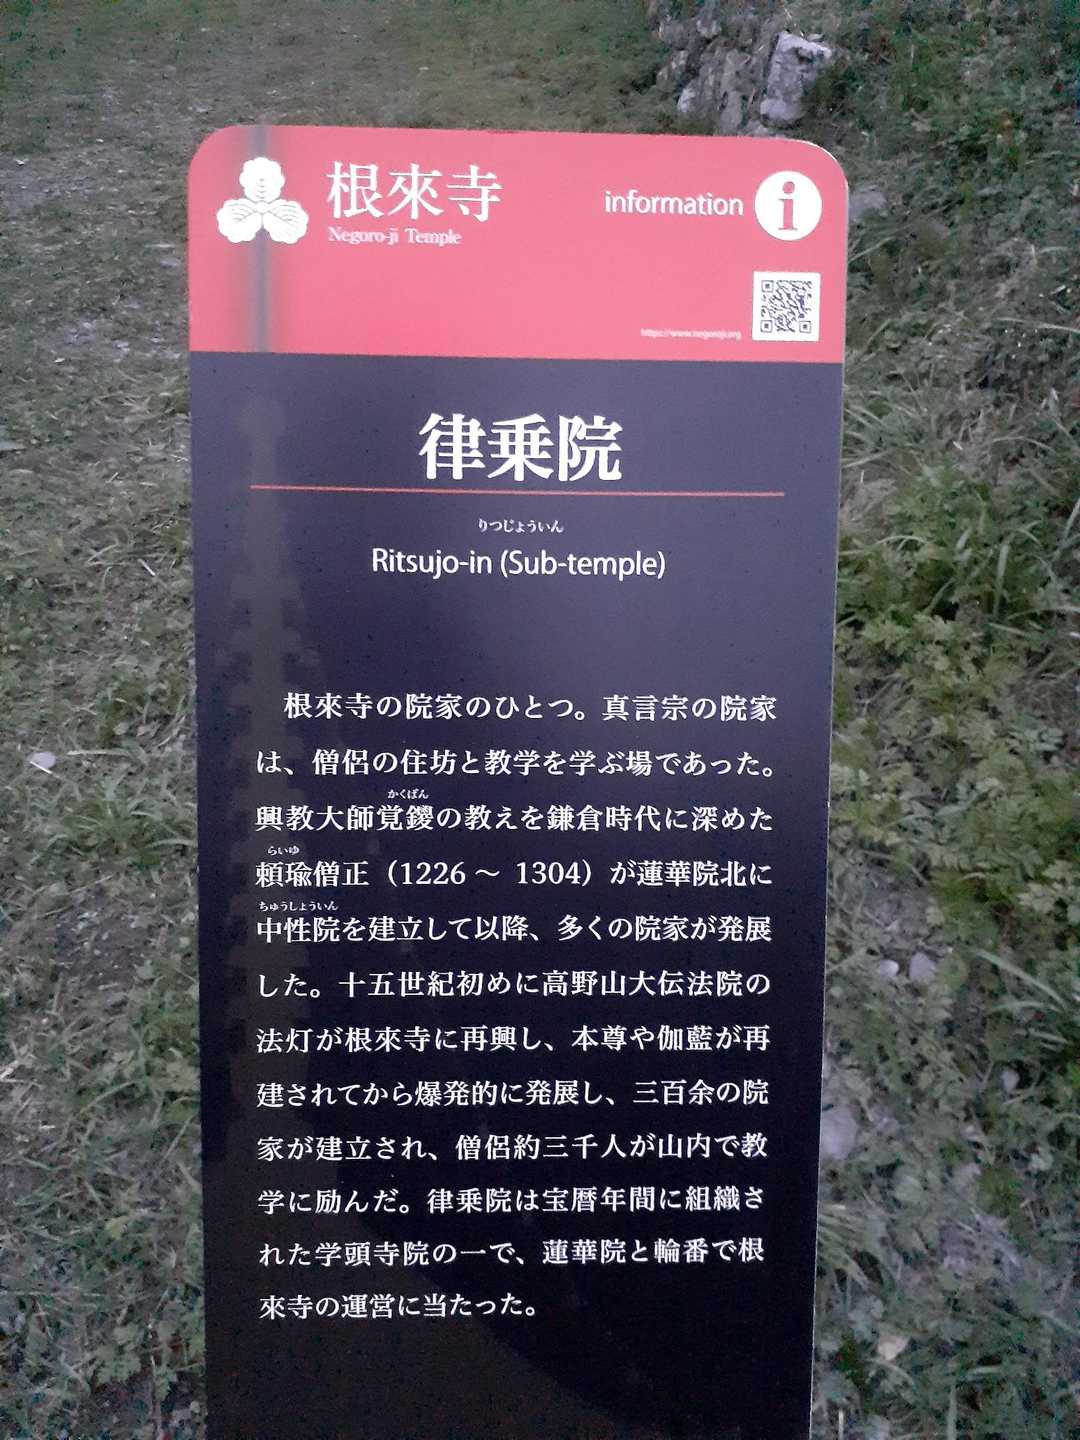 根來寺
Negoro-ji Temple
information
i
https://www.negoroji.org
律乗院
りつじょういん
Ritsujo-in (Sub-temple)
根來寺の院家のひとつ。真言宗の院家
は、僧侶の住坊と教学を学ぶ場であった。
かくばん
興教大師覚鑁の教えを鎌倉時代に深めた
らいゆ
頼瑜僧正（1226 ～ 1304）が蓮華院北に
ちゅうしょういん
中性院を建立して以降、多くの院家が発展
した。十五世紀初めに高野山大伝法院の
法灯が根來寺に再興し、本尊や伽藍が再
建されてから爆発的に発展し、三百余の院
家が建立され、僧侶約三千人が山内で教
学に励んだ。律乗院は宝暦年間に組織さ
れた学頭寺院の一で、蓮華院と輪番で根
來寺の運営に当たった。